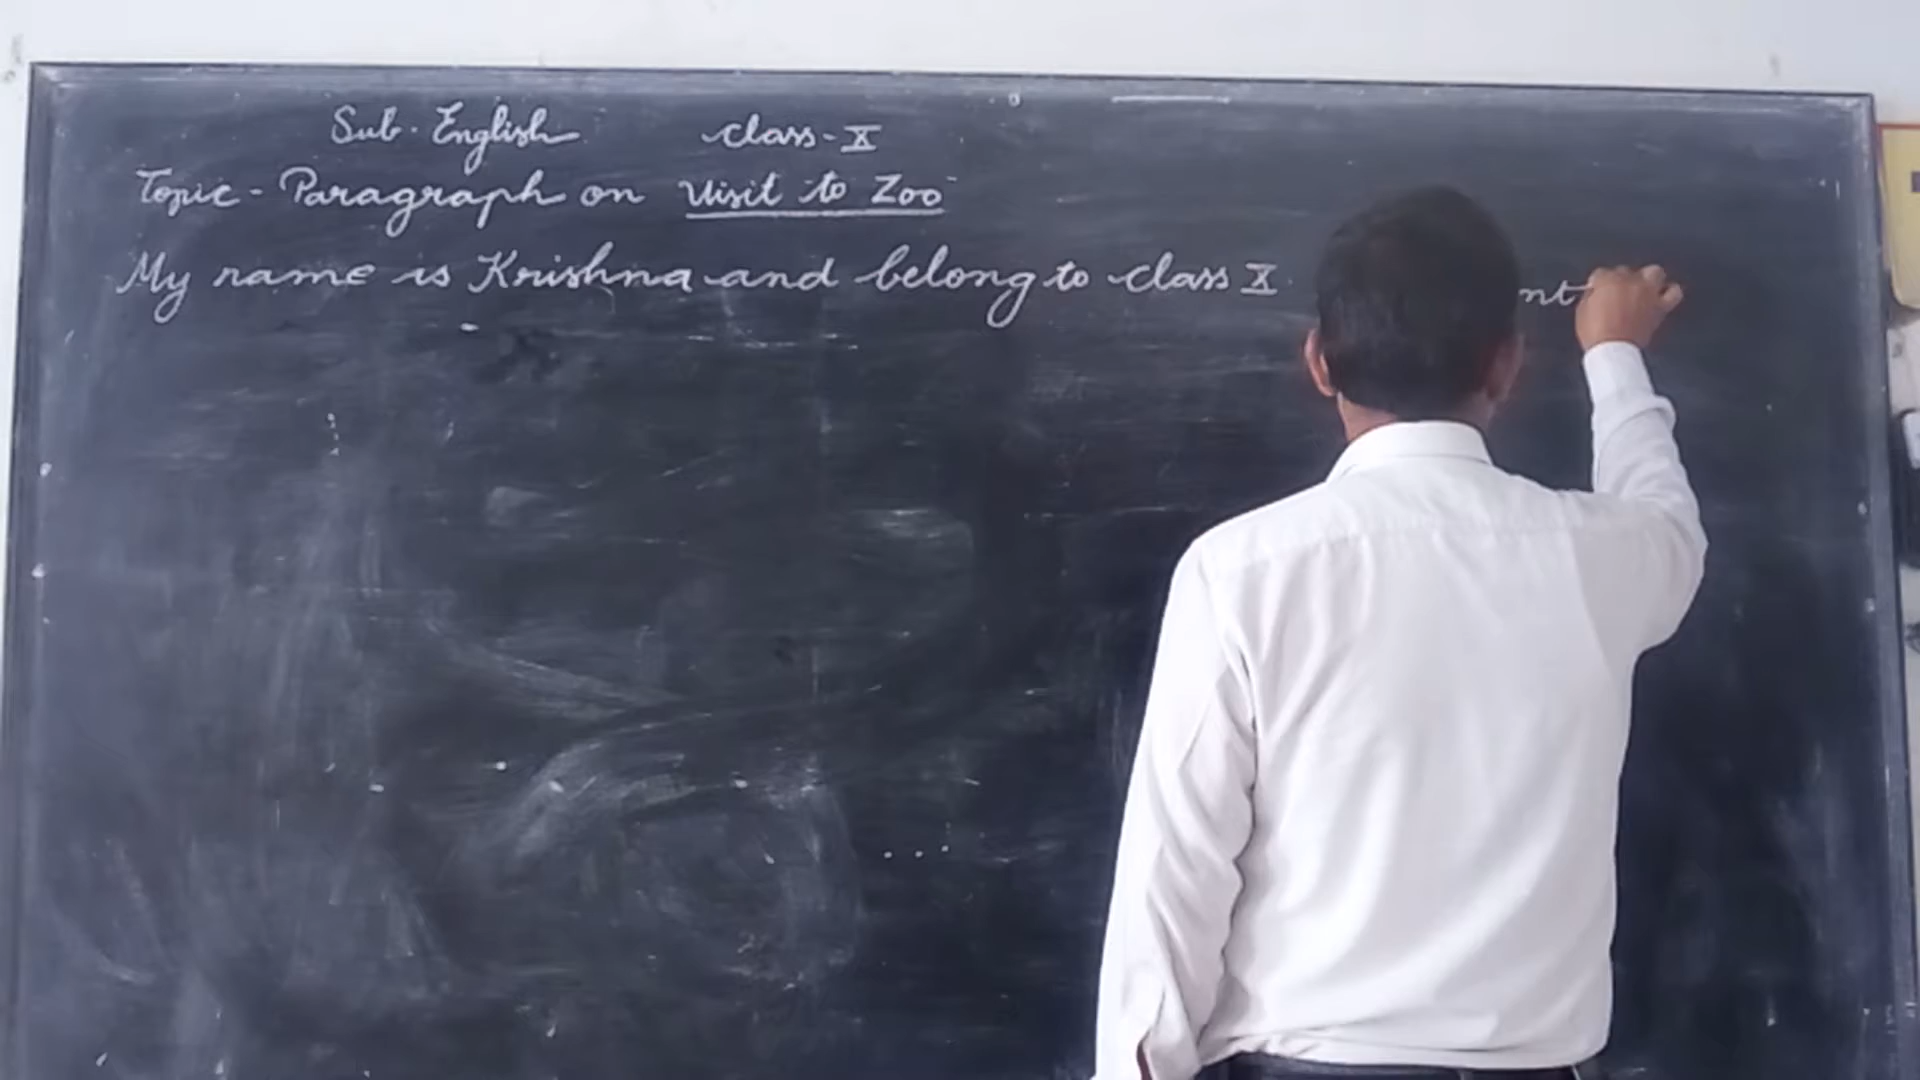 Sub. English class-X
Topic - Paragraph on Visit to Zoo
My name is Krishna and belong to class X.